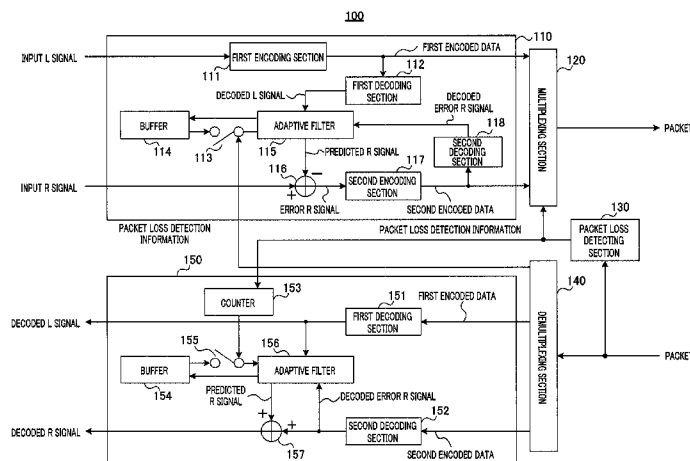 100
110
INPUT L SIGNAL
FIRST ENCODING SECTION
111
FIRST ENCODED DATA
120
MULTIPLEXING SECTION
112
FIRST DECODING
SECTION
DECODED L SIGNAL
DECODED
ERROR R SIGNAL
118
SECOND DECODING
SECTION
BUFFER
114
113
ADAPTIVE FILTER
115
PACKET
PREDICTED R SIGNAL
116
117
SECOND ENCODING
SECTION
INPUT R SIGNAL
+
−
ERROR R SIGNAL
SECOND ENCODED DATA
PACKET LOSS DETECTION
INFORMATION
PACKET LOSS DETECTION INFORMATION
130
PACKET LOSS
DETECTING
SECTION
150
140
DEMULTIPLEXING SECTION
COUNTER
153
151
FIRST DECODING
SECTION
FIRST ENCODED DATA
DECODED L SIGNAL
155
156
ADAPTIVE FILTER
BUFFER
154
PACKET
PREDICTED
R SIGNAL
DECODED ERROR R SIGNAL
152
SECOND DECODING
SECTION
DECODED R SIGNAL
+
+
157
SECOND ENCODED DATA